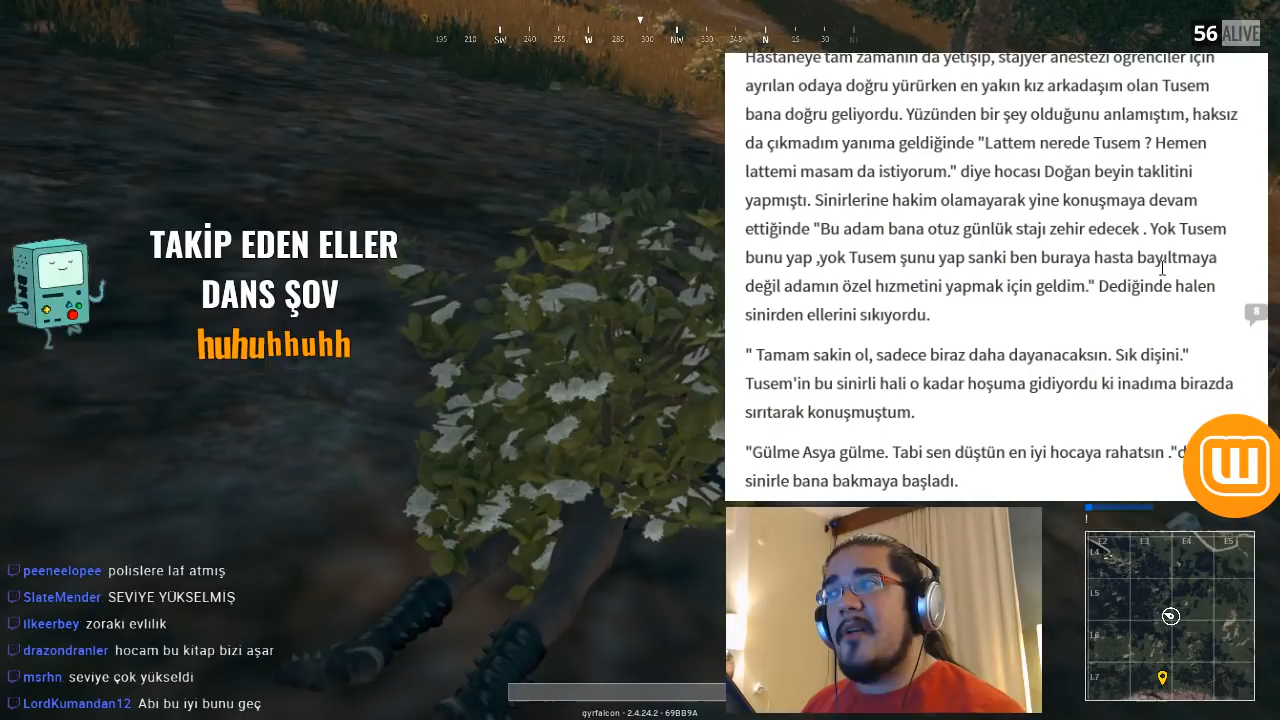 195 210 SW 240 255 W 285 300 NW 330 345 N 15 30
56 ALIVE
Hastaneye tam zamanın da yetişip, stajyer anestezi öğrenciler için
ayrılan odaya doğru yürürken en yakın kız arkadaşım olan Tusem
bana doğru geliyordu. Yüzünden bir şey olduğunu anlamıştım, haksız
da çıkmadım yanıma geldiğinde "Lattem nerede Tusem ? Hemen
lattemi masam da istiyorum." diye hocası Doğan beyin taklitini
yapmıştı. Sinirlerine hakim olamayarak yine konuşmaya devam
ettiğinde "Bu adam bana otuz günlük stajı zehir edecek . Yok Tusem
bunu yap ,yok Tusem şunu yap sanki ben buraya hasta bayıltmaya
değil adamın özel hızmetini yapmak için geldim." Dediğinde halen
sinirden ellerini sıkıyordu.
8
" Tamam sakin ol, sadece biraz daha dayanacaksın. Sık dişini."
Tusem'in bu sinirli hali o kadar hoşuma gidiyordu ki inadıma birazda
sırıtarak konuşmuştum.
"Gülme Asya gülme. Tabi sen düştün en iyi hocaya rahatsın ."d
sinirle bana bakmaya başladı.
TAKİP EDEN ELLER
DANS ŞOV
huhuhhuhh
peeneelopee polislere laf atmış
SlateMender SEVİYE YÜKSELMİŞ
ilkeerbey zoraki evlilik
drazondranler hocam bu kitap bizi aşar
msrhn. seviye çok yükseldi
LordKumandan12 Abi bu iyi bunu geç
gyrfalcon - 2.4.24.2 - 69BB9A
!
E2 E3 E4 E5
L4
L5
L6
L7